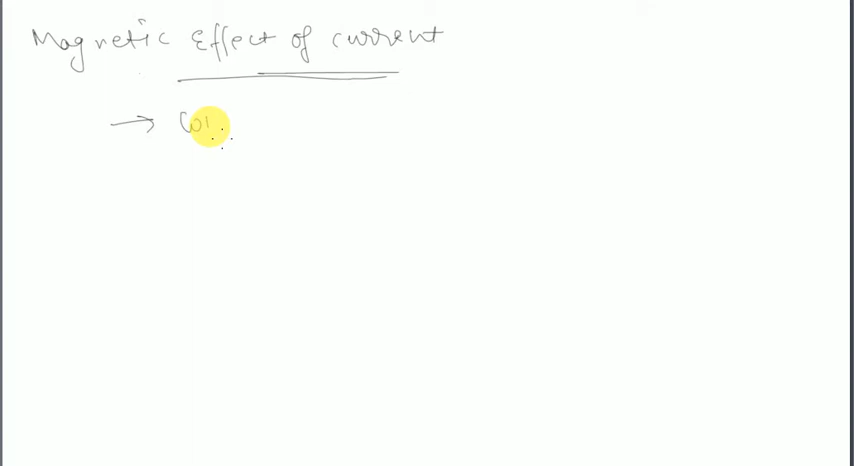 Magnetic Effect of current
→